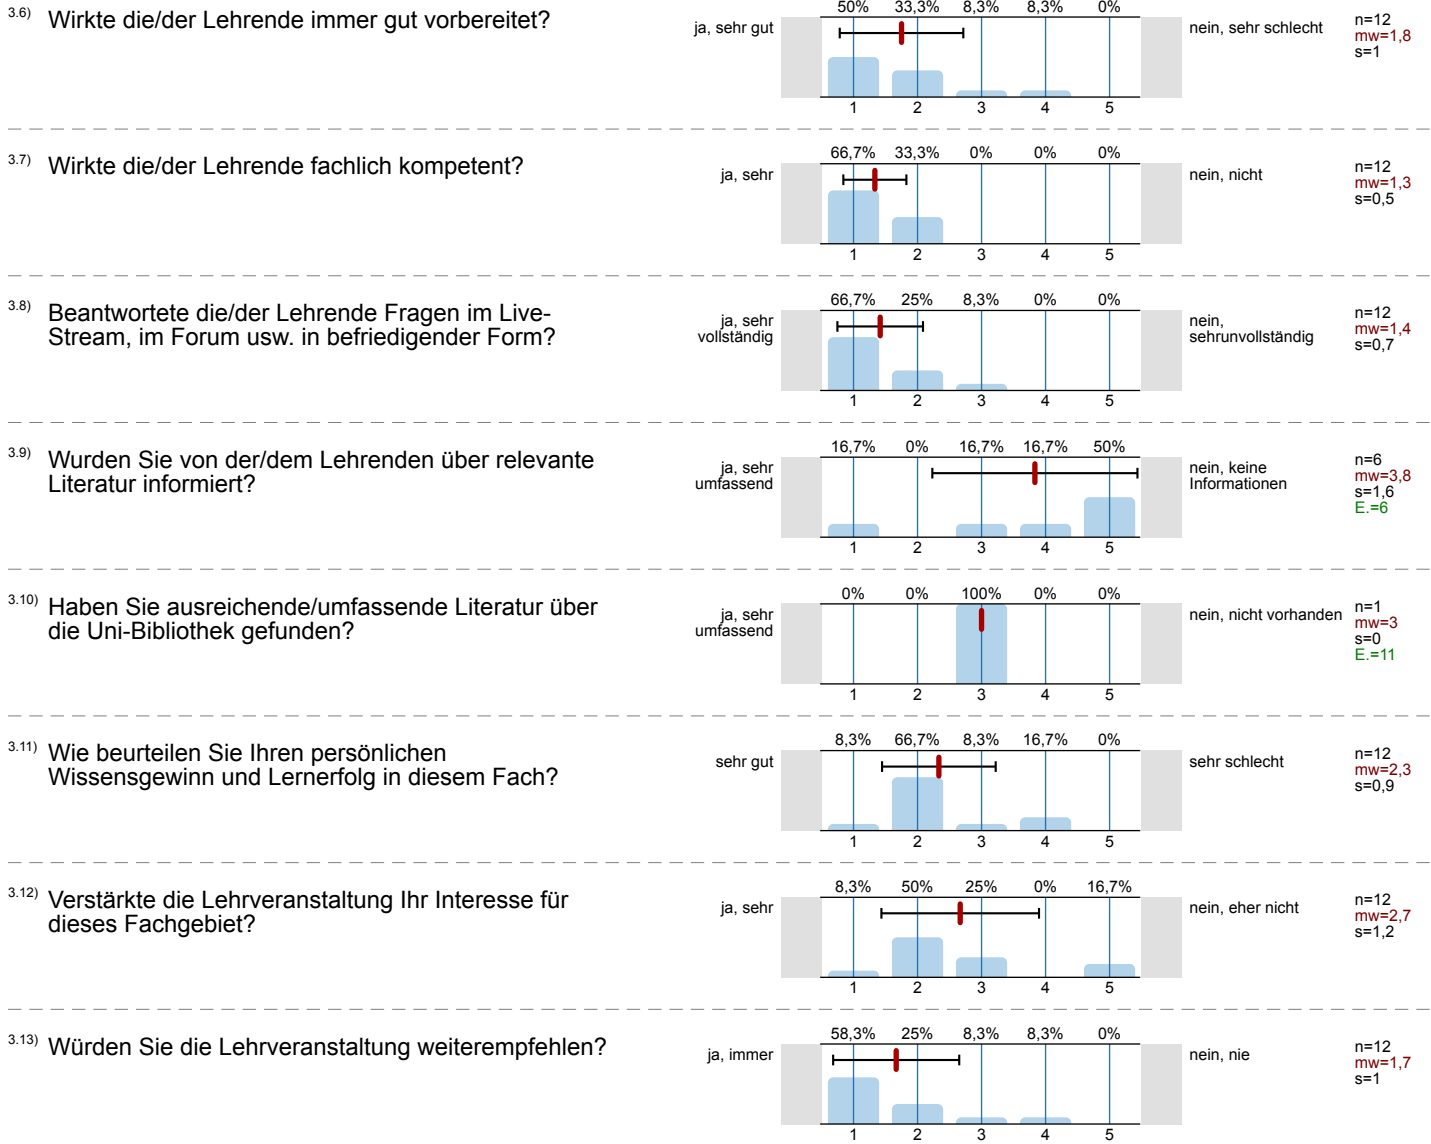 3.6) Wirkte die/der Lehrende immer gut vorbereitet?
50% 33,3% 8,3% 8,3% 0%
ja, sehr gut
nein, sehr schlecht
n=12
mw=1,8
s=1
1 2 3 4 5
3.7) Wirkte die/der Lehrende fachlich kompetent?
66,7% 33,3% 0% 0% 0%
ja, sehr
nein, nicht
n=12
mw=1,3
s=0,5
1 2 3 4 5
3.8) Beantwortete die/der Lehrende Fragen im Live-
Stream, im Forum usw. in befriedigender Form?
66,7% 25% 8,3% 0% 0%
ja, sehr
vollständig
nein,
sehrunvollständig
n=12
mw=1,4
s=0,7
1 2 3 4 5
3.9) Wurden Sie von der/dem Lehrenden über relevante
Literatur informiert?
16,7% 0% 16,7% 16,7% 50%
ja, sehr
umfassend
nein, keine
Informationen
n=6
mw=3,8
s=1,6
E.=6
1 2 3 4 5
3.10) Haben Sie ausreichende/umfassende Literatur über
die Uni-Bibliothek gefunden?
0% 0% 100% 0% 0%
ja, sehr
umfassend
nein, nicht vorhanden
n=1
mw=3
s=0
E.=11
1 2 3 4 5
3.11) Wie beurteilen Sie Ihren persönlichen
Wissensgewinn und Lernerfolg in diesem Fach?
8,3% 66,7% 8,3% 16,7% 0%
sehr gut
sehr schlecht
n=12
mw=2,3
s=0,9
1 2 3 4 5
3.12) Verstärkte die Lehrveranstaltung Ihr Interesse für
dieses Fachgebiet?
8,3% 50% 25% 0% 16,7%
ja, sehr
nein, eher nicht
n=12
mw=2,7
s=1,2
1 2 3 4 5
3.13) Würden Sie die Lehrveranstaltung weiterempfehlen?
58,3% 25% 8,3% 8,3% 0%
ja, immer
nein, nie
n=12
mw=1,7
s=1
1 2 3 4 5